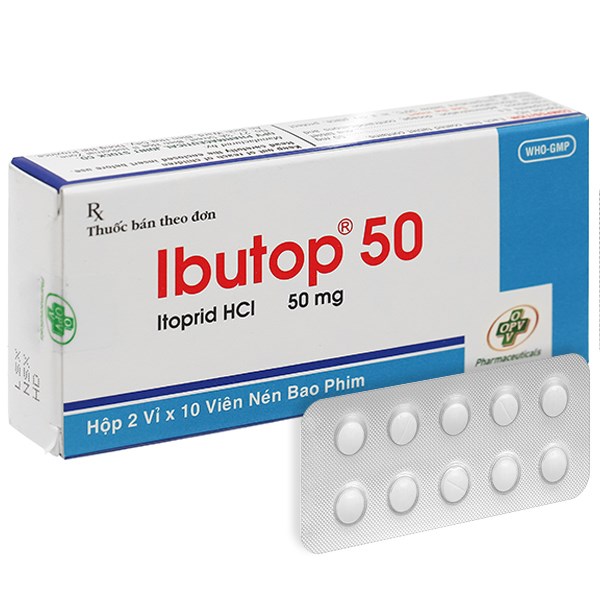 WHO-GMP
Rx
Thuốc bán theo đơn
Ibutop® 50
Itoprid HCl 50 mg
OPV
Pharmaceuticals
Hộp 2 Vỉ x 10 Viên Nén Bao Phim